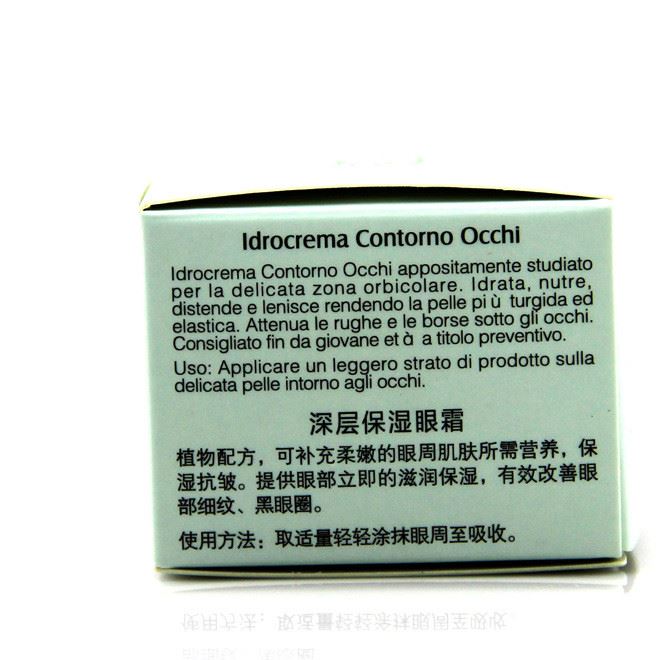 Idrocrema Contorno Occhi
Idrocrema Contorno Occhi appositamente studiato
per la delicata zona orbicolare. Idrata, nutre,
distende e lenisce rendendo la pelle pi ù turgida ed
elastica. Attenua le rughe e le borse sotto gli occhi.
Consigliato fin da giovane et à a titolo preventivo.
Uso: Applicare un leggero strato di prodotto sulla
delicata pelle intorno agli occhi.
深层保湿眼霜
植物配方，可补充柔嫩的眼周肌肤所需营养，保
湿抗皱。提供眼部立即的滋润保湿，有效改善眼
部细纹、黑眼圈。
使用方法：取适量轻轻涂抹眼周至吸收。